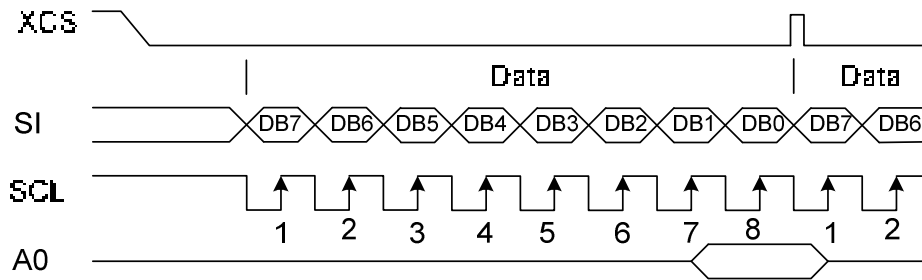 XCS
Data Data
SI DB7 DB6 DB5 DB4 DB3 DB2 DB1 DB0 DB7 DB6
SCL
1 2 3 4 5 6 7 8 1 2
A0